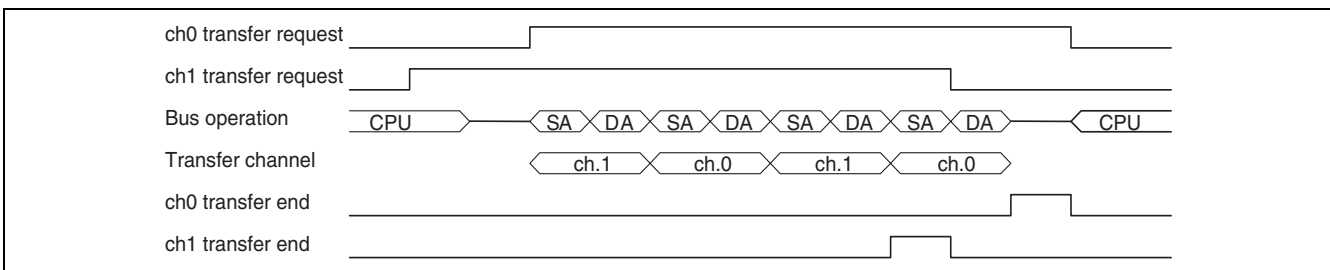 ch0 transfer request
ch1 transfer request
Bus operation CPU SA DA SA DA SA DA SA DA CPU
Transfer channel ch.1 ch.0 ch.1 ch.0
ch0 transfer end
ch1 transfer end